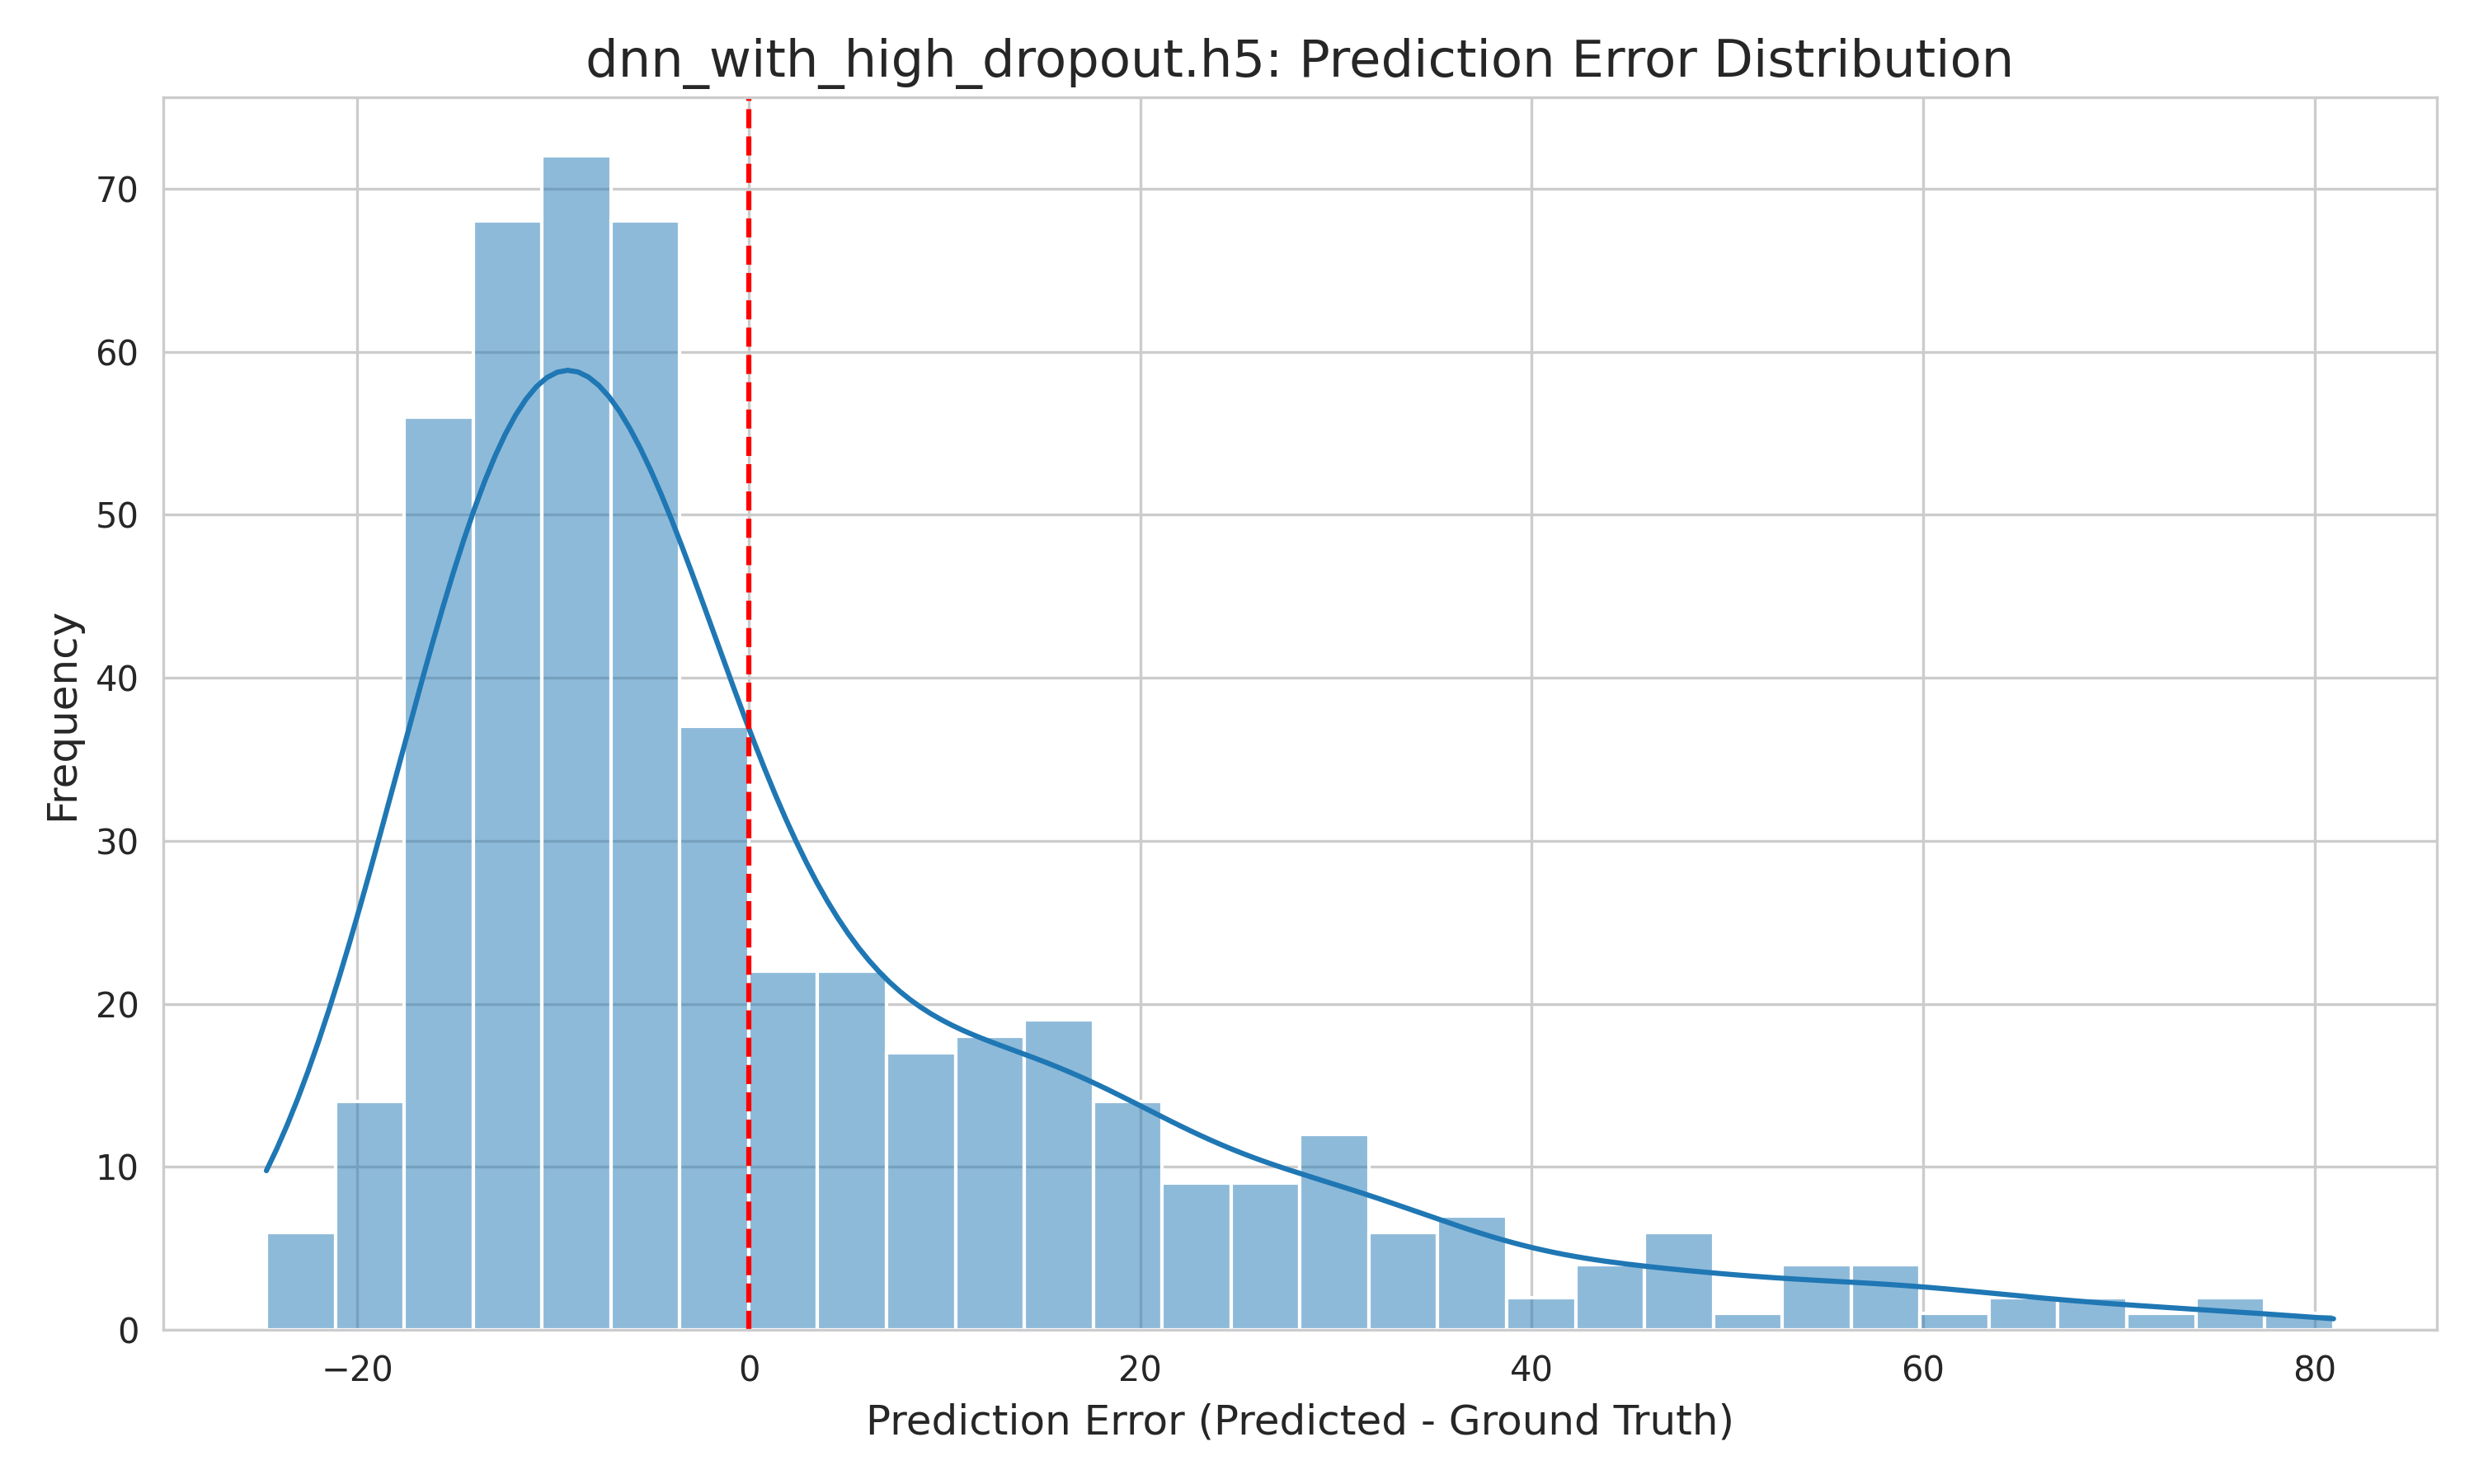 dnn_with_high_dropout.h5: Prediction Error Distribution
Frequency
70
60
50
40
30
20
10
0
−20 0 20 40 60 80
Prediction Error (Predicted - Ground Truth)